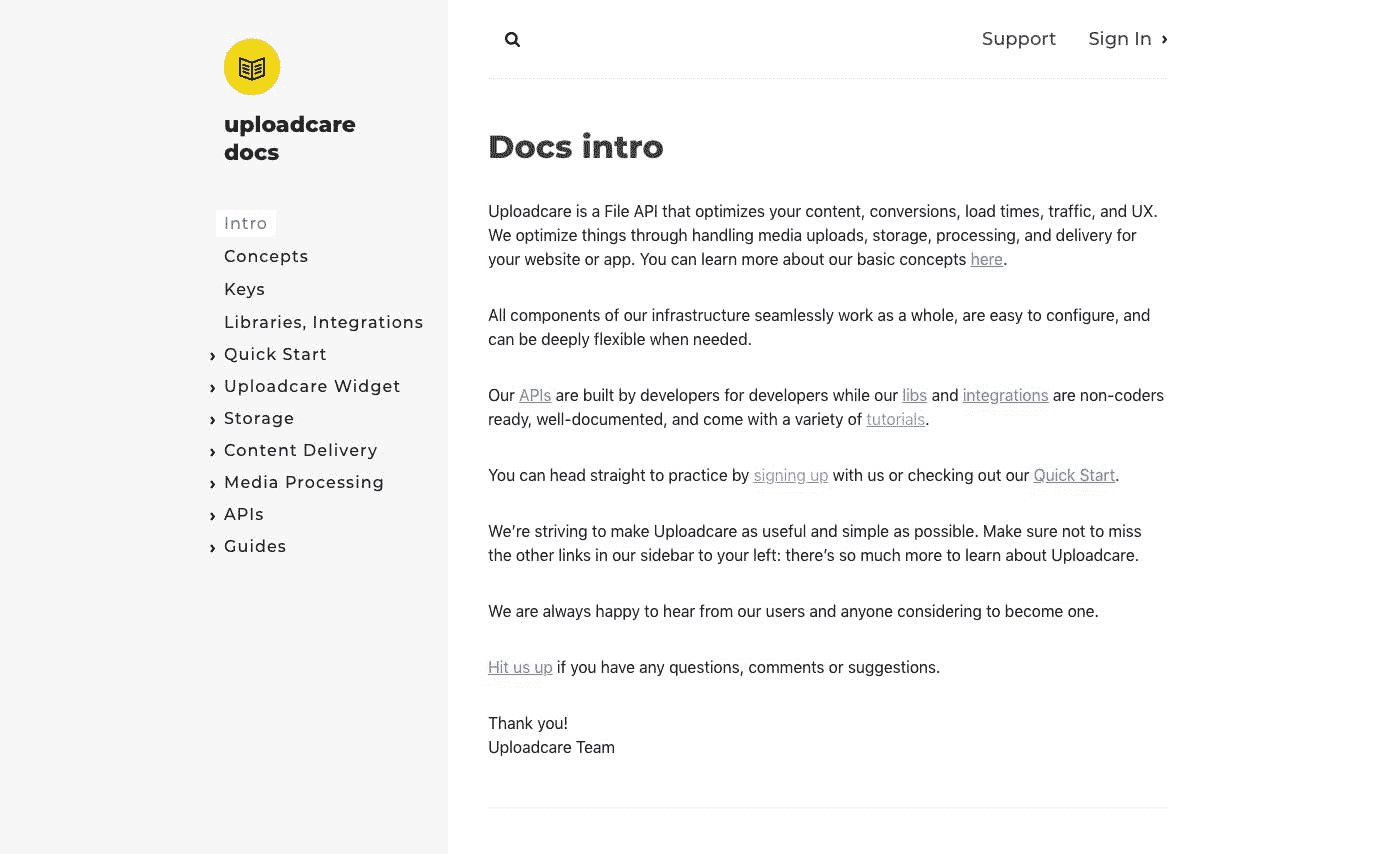 uploadcare
docs
Intro
Concepts
Keys
Libraries, Integrations
› Quick Start
› Uploadcare Widget
› Storage
› Content Delivery
› Media Processing
› APIs
› Guides
Support
Sign In ›
Docs intro
Uploadcare is a File API that optimizes your content, conversions, load times, traffic, and UX.
We optimize things through handling media uploads, storage, processing, and delivery for
your website or app. You can learn more about our basic concepts here.
All components of our infrastructure seamlessly work as a whole, are easy to configure, and
can be deeply flexible when needed.
Our APIs are built by developers for developers while our libs and integrations are non-coders
ready, well-documented, and come with a variety of tutorials.
You can head straight to practice by signing up with us or checking out our Quick Start.
We’re striving to make Uploadcare as useful and simple as possible. Make sure not to miss
the other links in our sidebar to your left: there’s so much more to learn about Uploadcare.
We are always happy to hear from our users and anyone considering to become one.
Hit us up if you have any questions, comments or suggestions.
Thank you!
Uploadcare Team